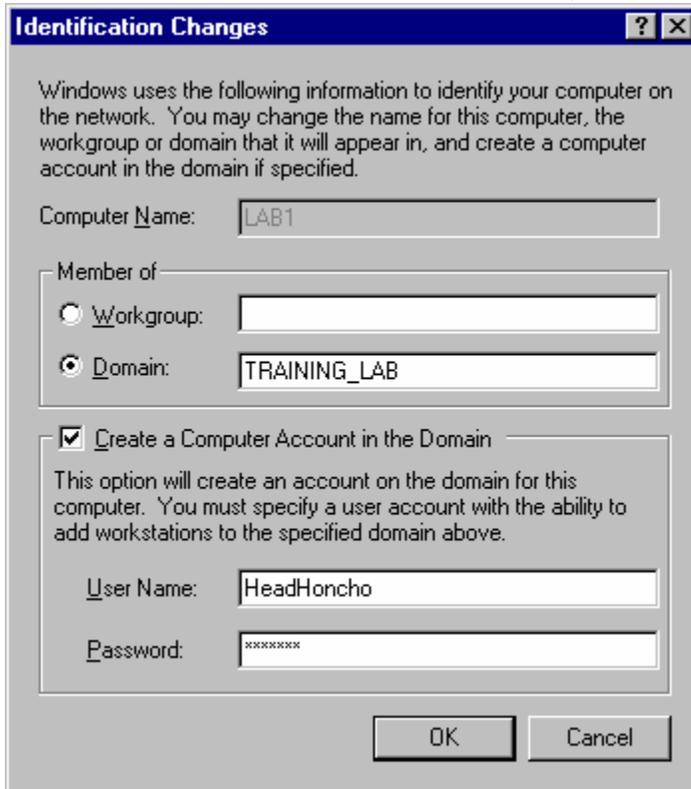 Identification Changes ? X
Windows uses the following information to identify your computer on
the network.  You may change the name for this computer, the
workgroup or domain that it will appear in, and create a computer
account in the domain if specified.
Computer Name: LAB1
Member of
Workgroup:
Domain: TRAINING_LAB
Create a Computer Account in the Domain
This option will create an account on the domain for this
computer.  You must specify a user account with the ability to
add workstations to the specified domain above.
User Name: HeadHoncho
Password: *******
OK Cancel